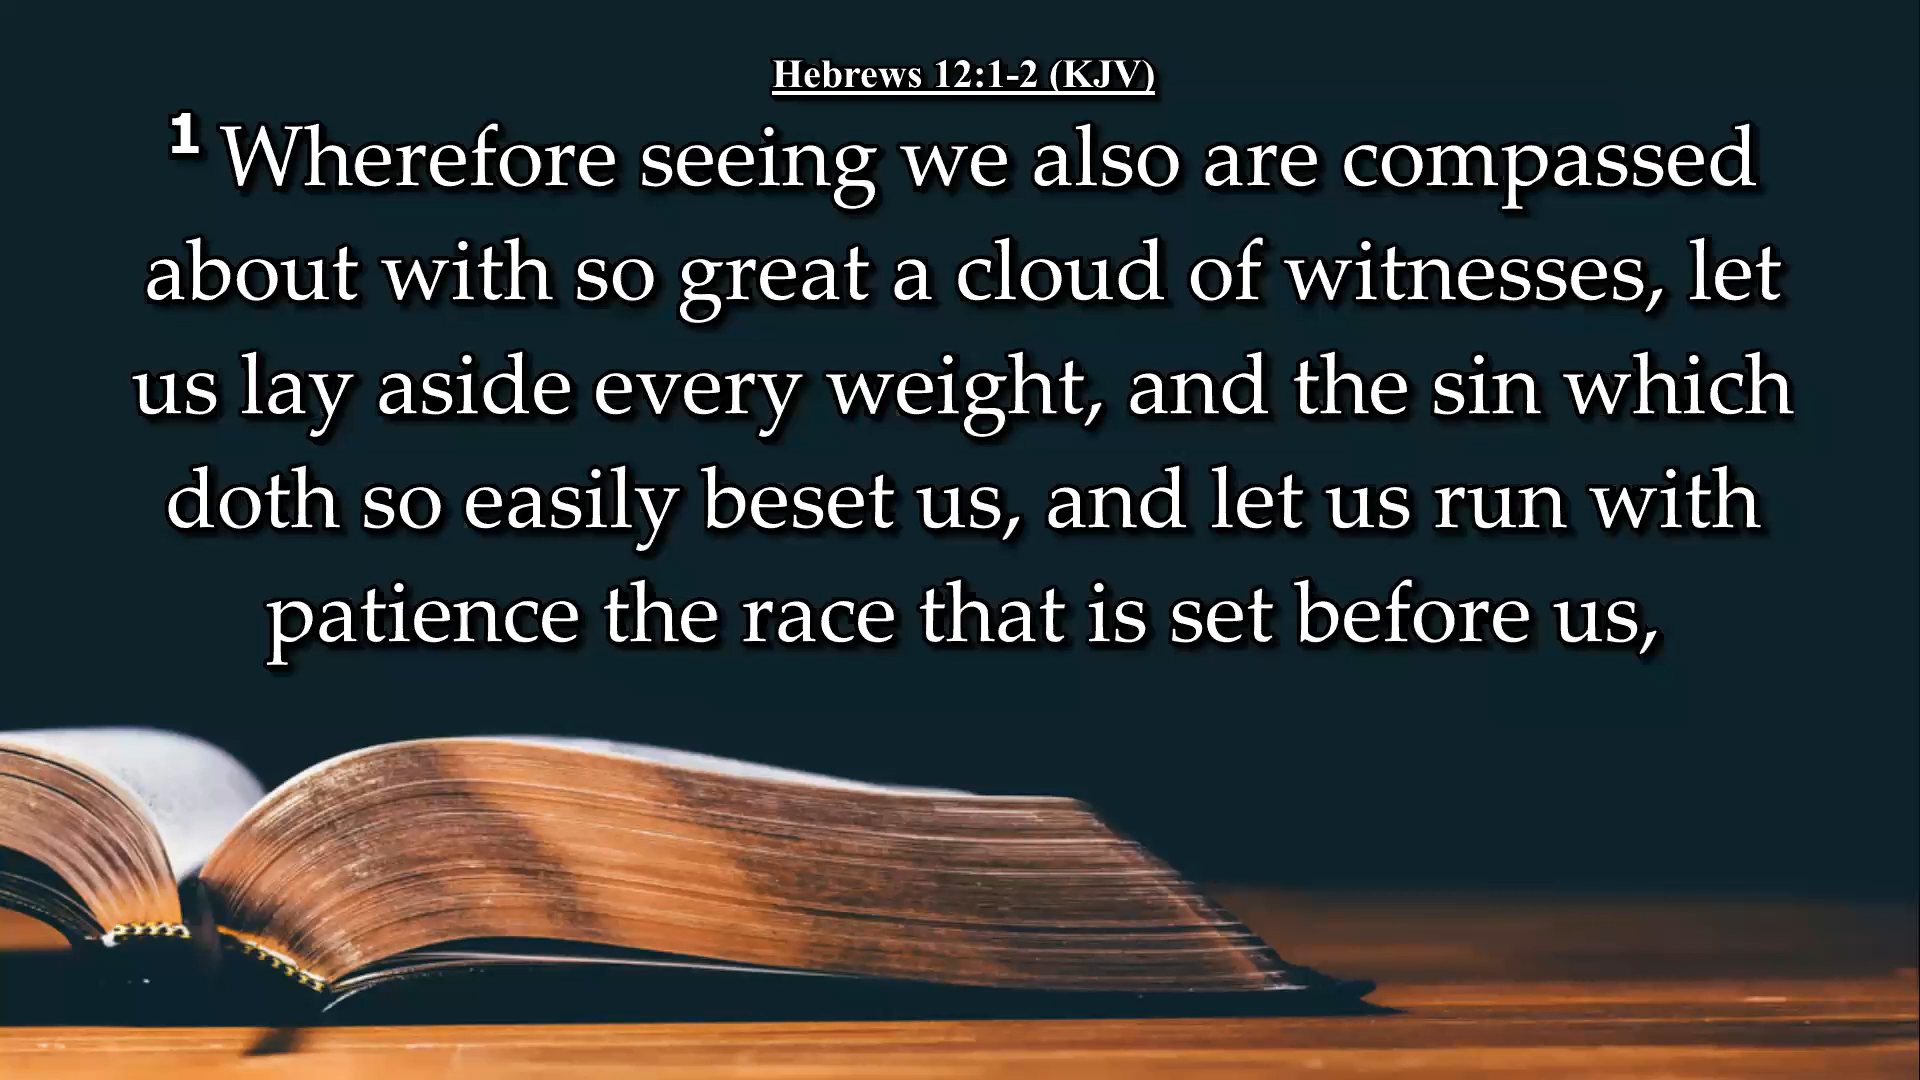 Hebrews 12:1-2 (KJV)
1 Wherefore seeing we also are compassed
about with so great a cloud of witnesses, let
us lay aside every weight, and the sin which
doth so easily beset us, and let us run with
patience the race that is set before us,